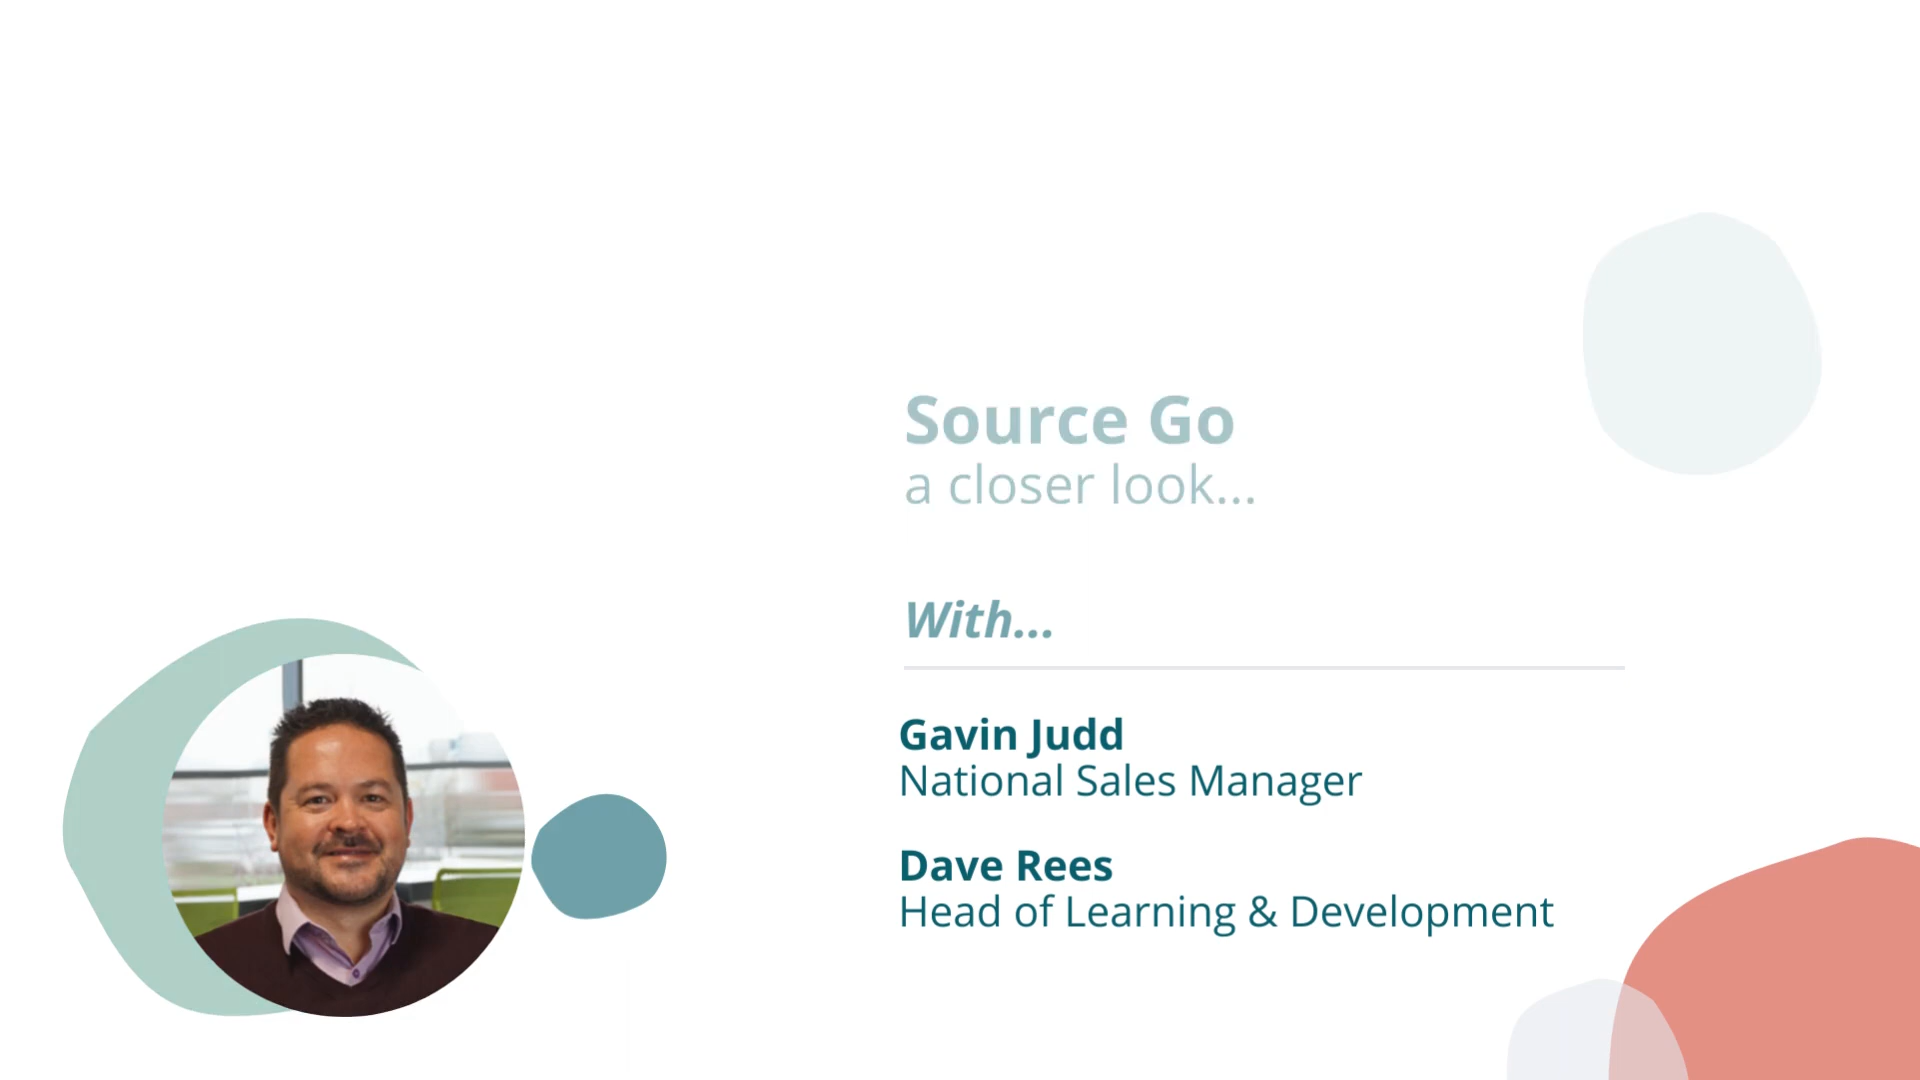 Source Go
a closer look...
With...
Gavin Judd
National Sales Manager
Dave Rees
Head of Learning & Development